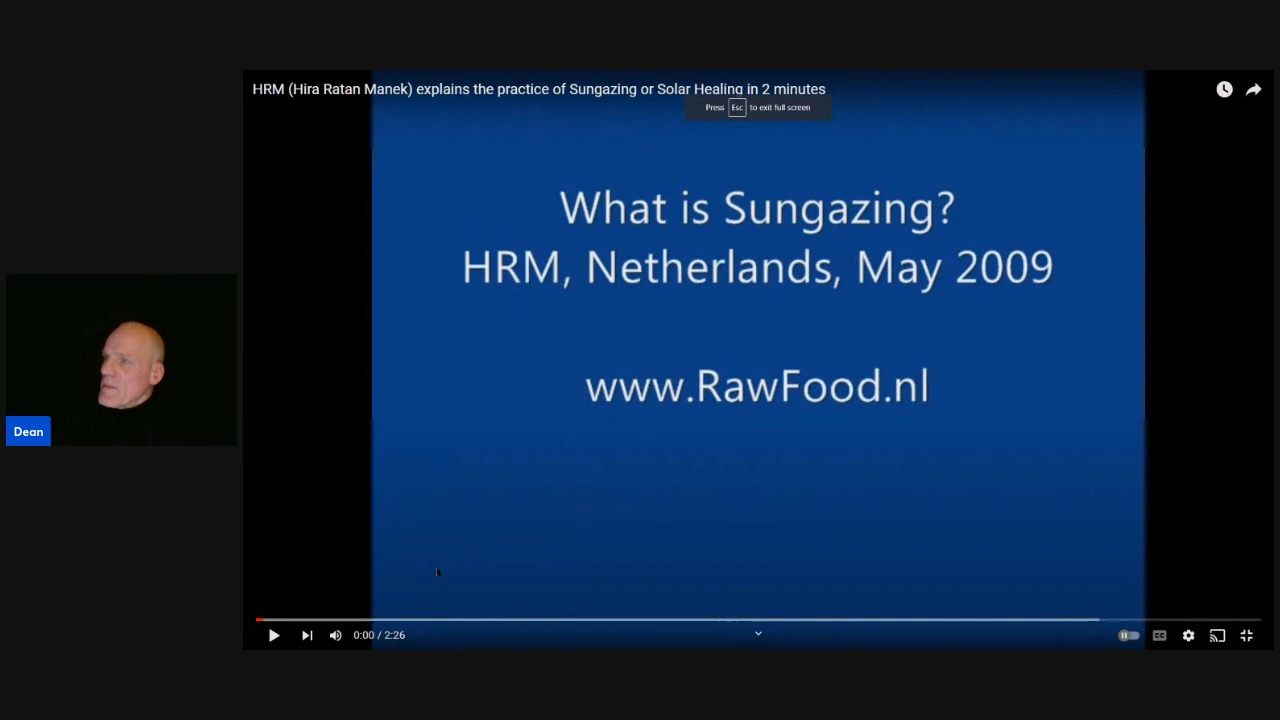 HRM (Hira Ratan Manek) explains the practice of Sungazing or Solar Healing in 2 minutes
Press Esc to exit full screen
What is Sungazing?
HRM, Netherlands, May 2009
www.RawFood.nl
Dean
0:00 / 2:26
CC